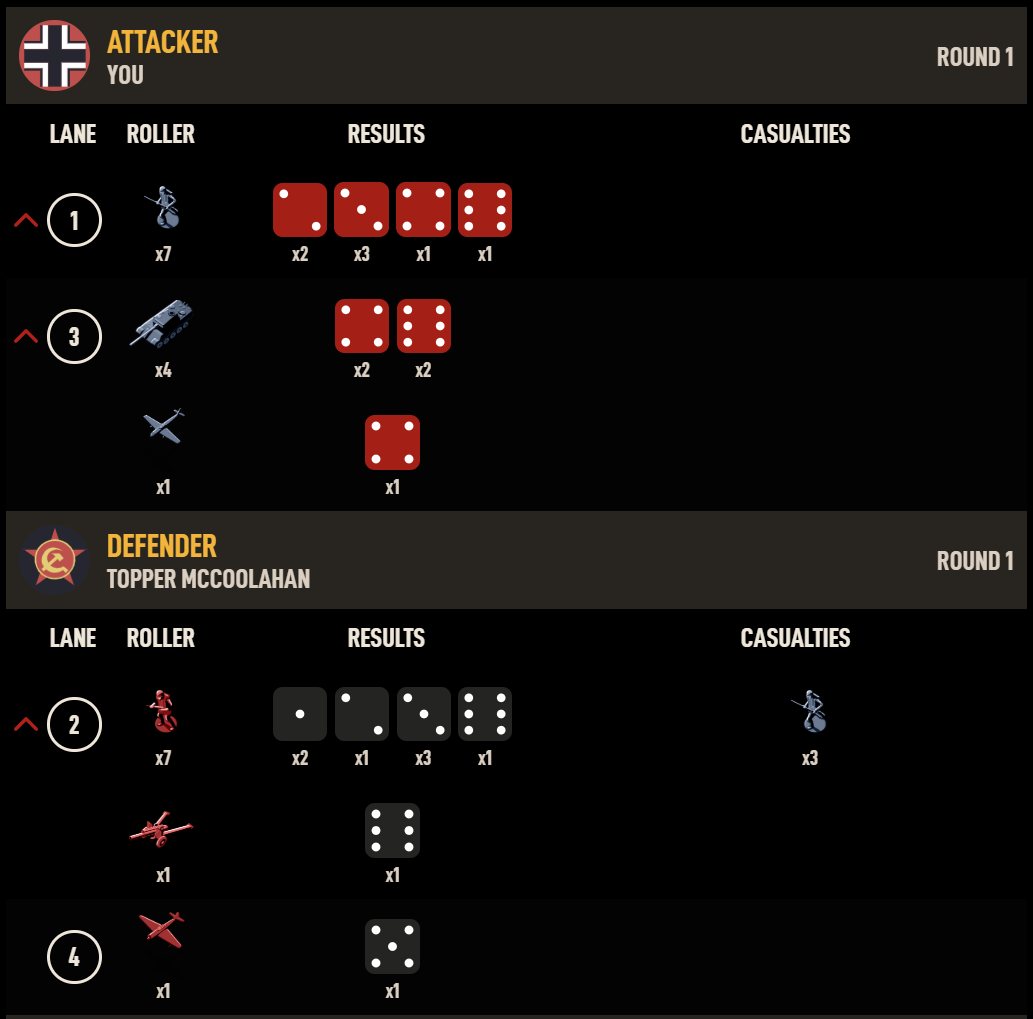 ATTACKER
YOU
ROUND 1
LANE ROLLER RESULTS CASUALTIES
1
x7 x2 x3 x1 x1
3
x4 x2 x2
x1 x1
DEFENDER
TOPPER MCCOOLAHAN
ROUND 1
LANE ROLLER RESULTS CASUALTIES
2
x7 x2 x1 x3 x1 x3
x1 x1
4
x1 x1